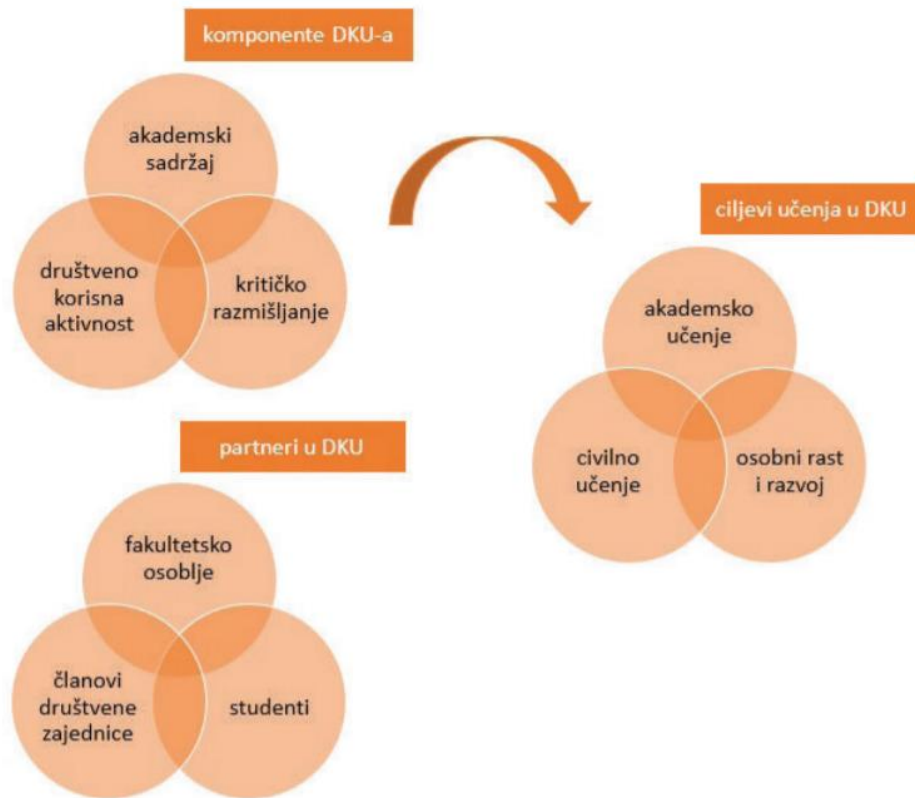 komponente DKU-a
akademski
sadržaj
društveno
korisna
aktivnost
kritičko
razmišljanje
ciljevi učenja u DKU
akademsko
učenje
civilno
učenje
osobni rast
i razvoj
partneri u DKU
fakultetsko
osoblje
članovi
društvene
zajednice
studenti